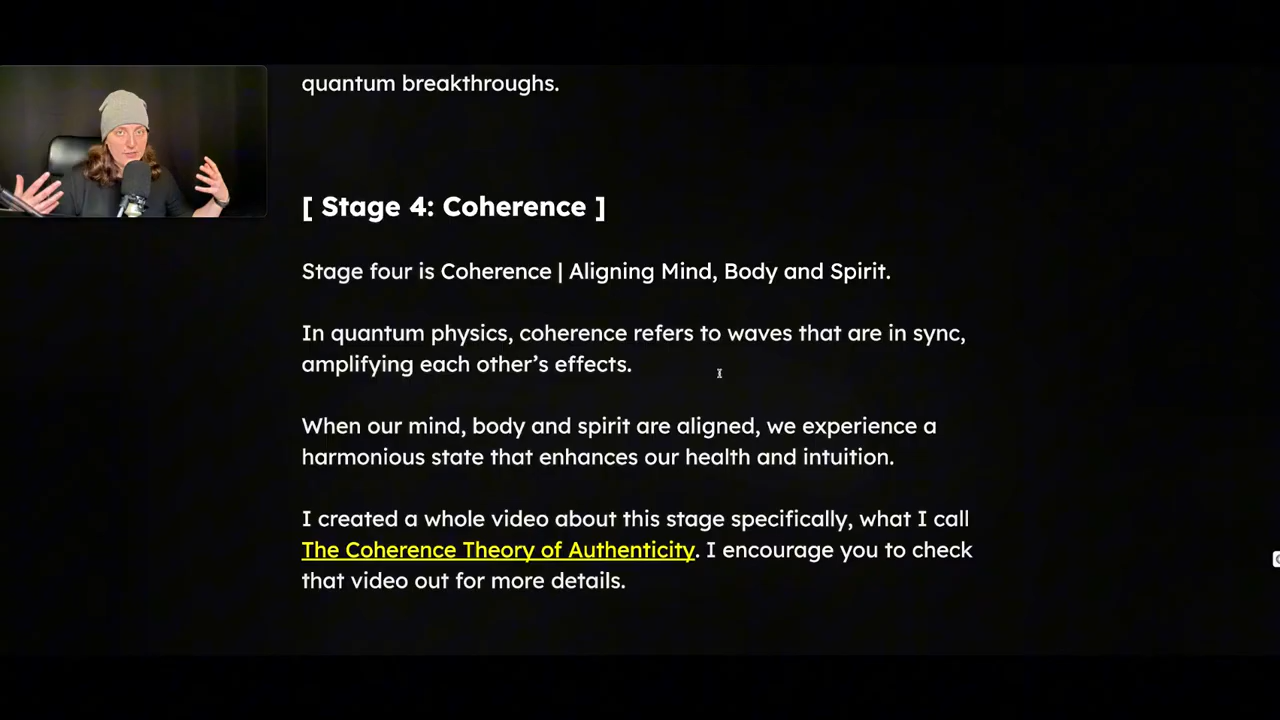 quantum breakthroughs.
[ Stage 4: Coherence ]
Stage four is Coherence | Aligning Mind, Body and Spirit.
In quantum physics, coherence refers to waves that are in sync,
amplifying each other’s effects.
When our mind, body and spirit are aligned, we experience a
harmonious state that enhances our health and intuition.
I created a whole video about this stage specifically, what I call
The Coherence Theory of Authenticity. I encourage you to check
that video out for more details.